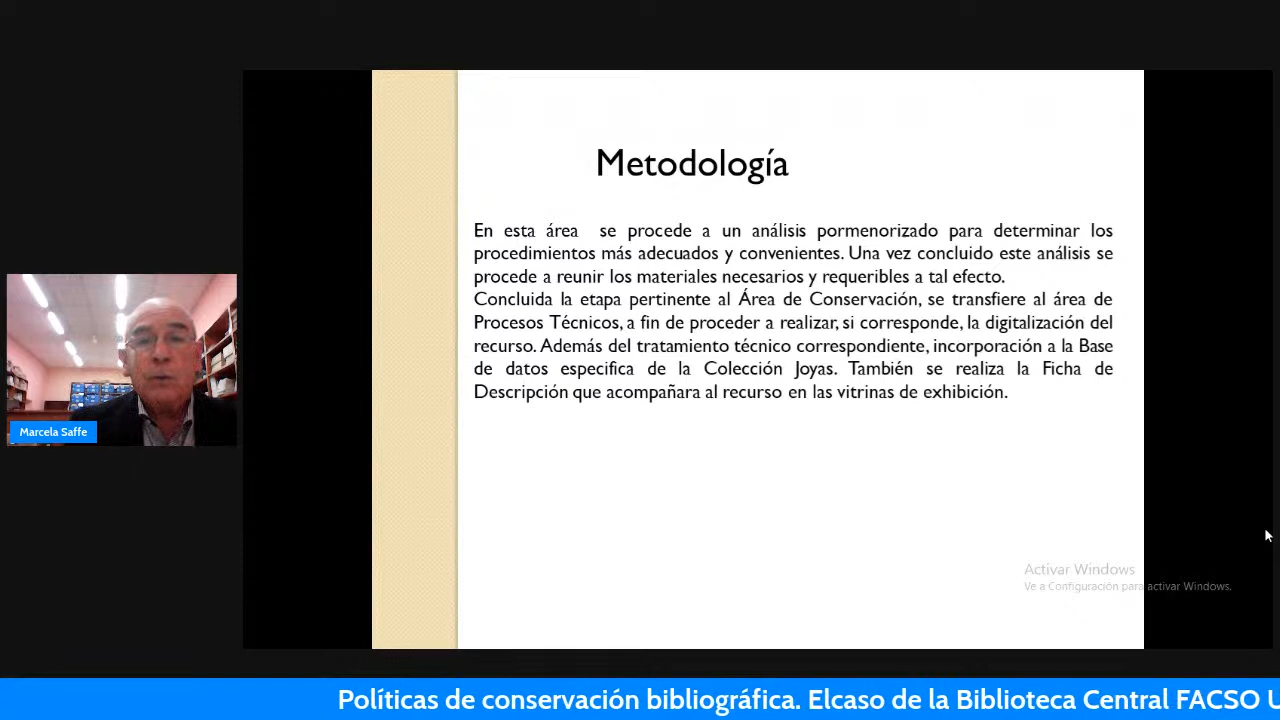 Metodología
En esta área se procede a un análisis pormenorizado para determinar los
procedimientos más adecuados y convenientes. Una vez concluido este análisis se
procede a reunir los materiales necesarios y requeribles a tal efecto.
Concluida la etapa pertinente al Área de Conservación, se transfiere al área de
Procesos Técnicos, a fin de proceder a realizar, si corresponde, la digitalización del
recurso. Además del tratamiento técnico correspondiente, incorporación a la Base
de datos especifica de la Colección Joyas. También se realiza la Ficha de
Descripción que acompañara al recurso en las vitrinas de exhibición.
Marcela Saffe
Activar Windows
Ve a Configuración para activar Windows.
Políticas de conservación bibliográfica. Elcaso de la Biblioteca Central FACSO U